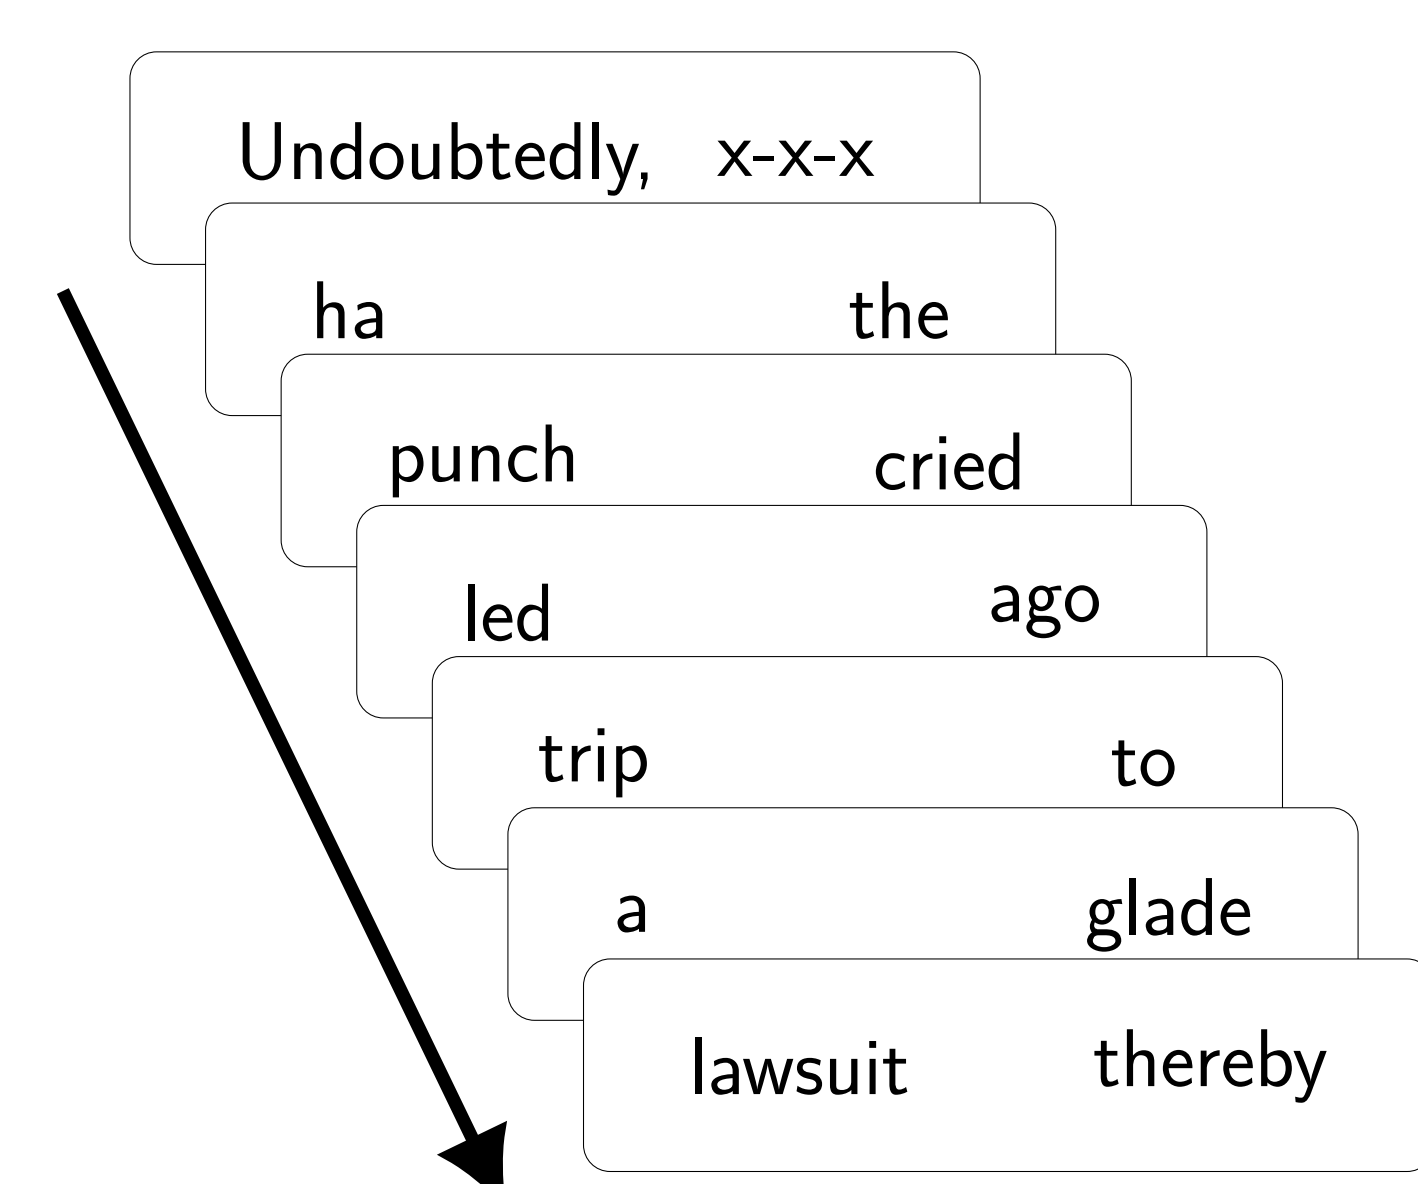 Undoubtedly, x-x-x
ha the
punch cried
led ago
trip to
a glade
lawsuit thereby